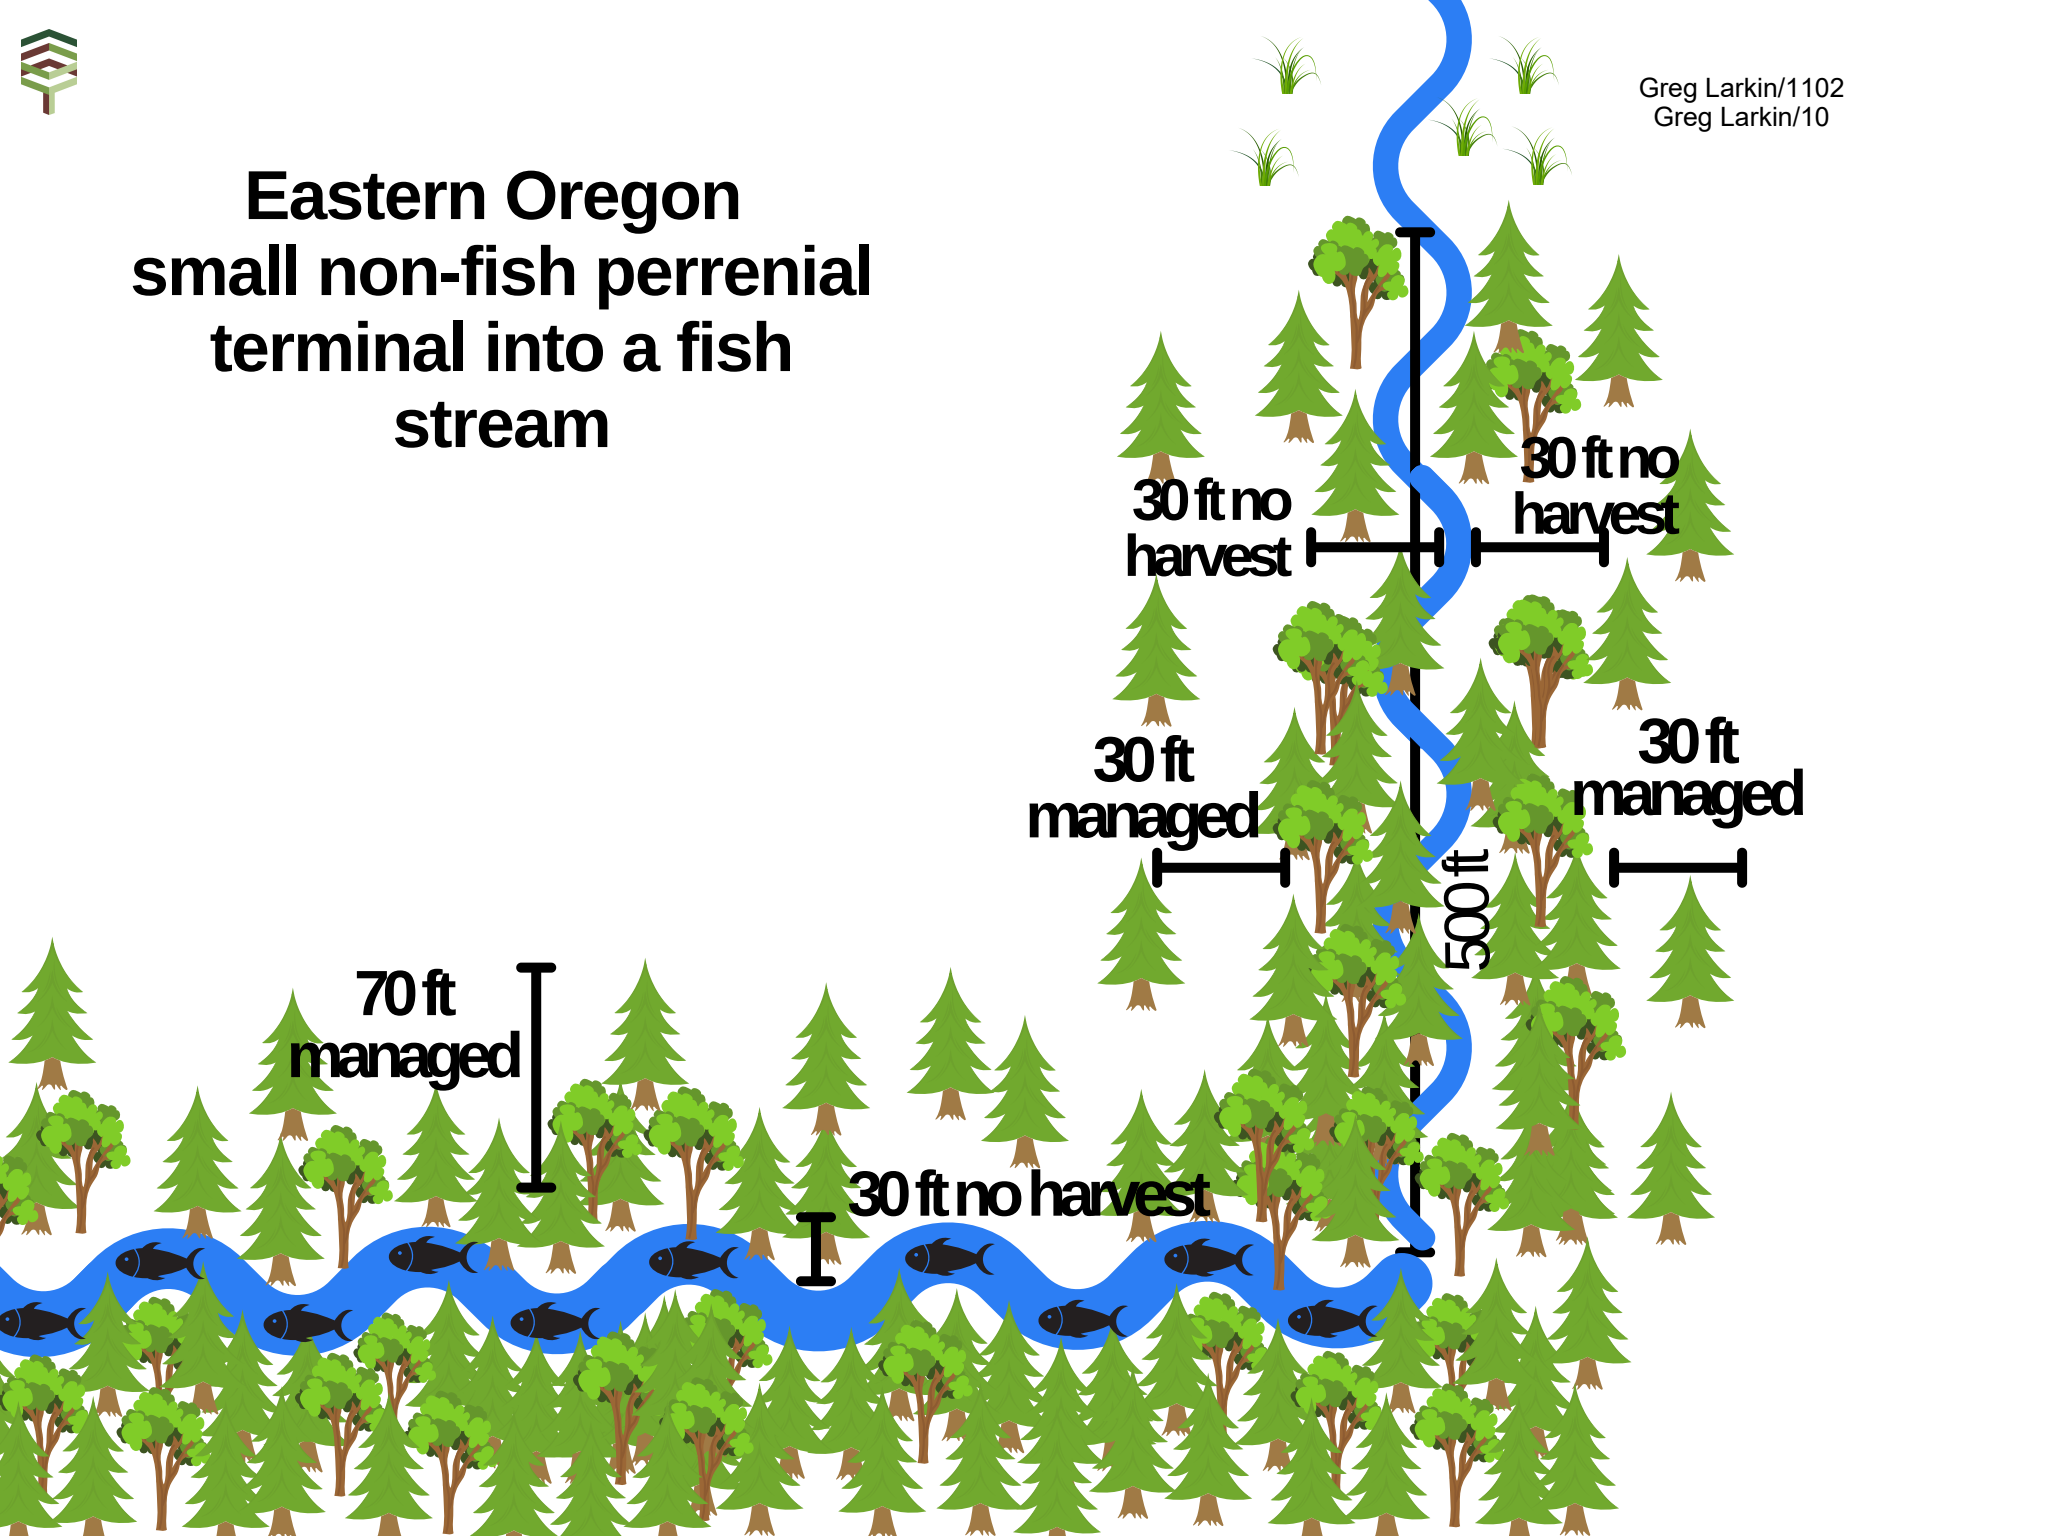 Greg Larkin/1102
Greg Larkin/10
Eastern Oregon
small non-fish perrenial
terminal into a fish
stream
30 ft no
harvest
30 ft no
harvest
30 ft
managed
30 ft
managed
500 ft
70 ft
managed
30 ft no harvest